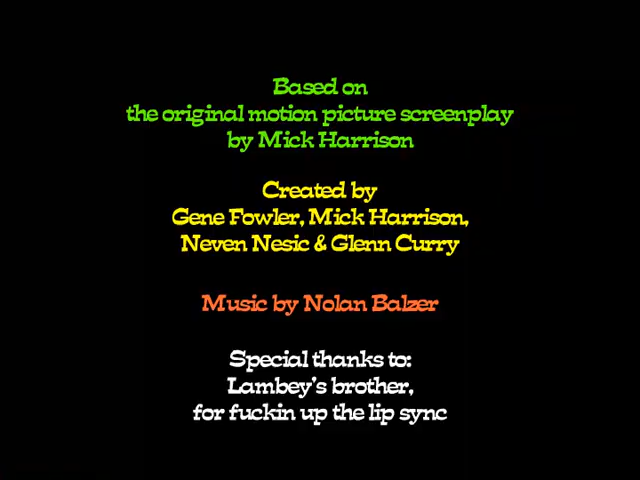 Based on
the original motion picture screenplay
by Mick Harrison
Created by
Gene Fowler, Mick Harrison,
Neven Nesic & Glenn Curry
Music by Nolan Balzer
Special thanks to:
Lambey's brother,
for fuckin up the lip sync